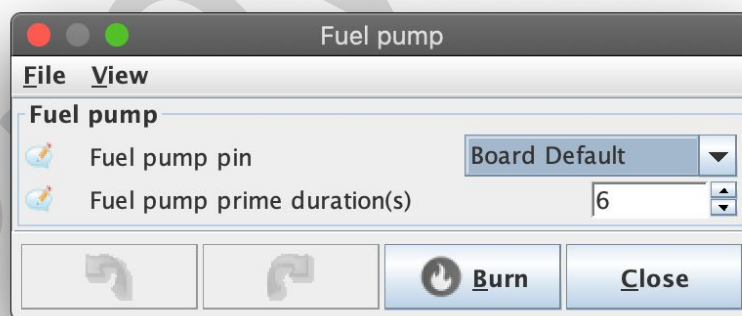 Fuel pump
File View
Fuel pump
Fuel pump pin Board Default
Fuel pump prime duration(s) 6
Burn Close